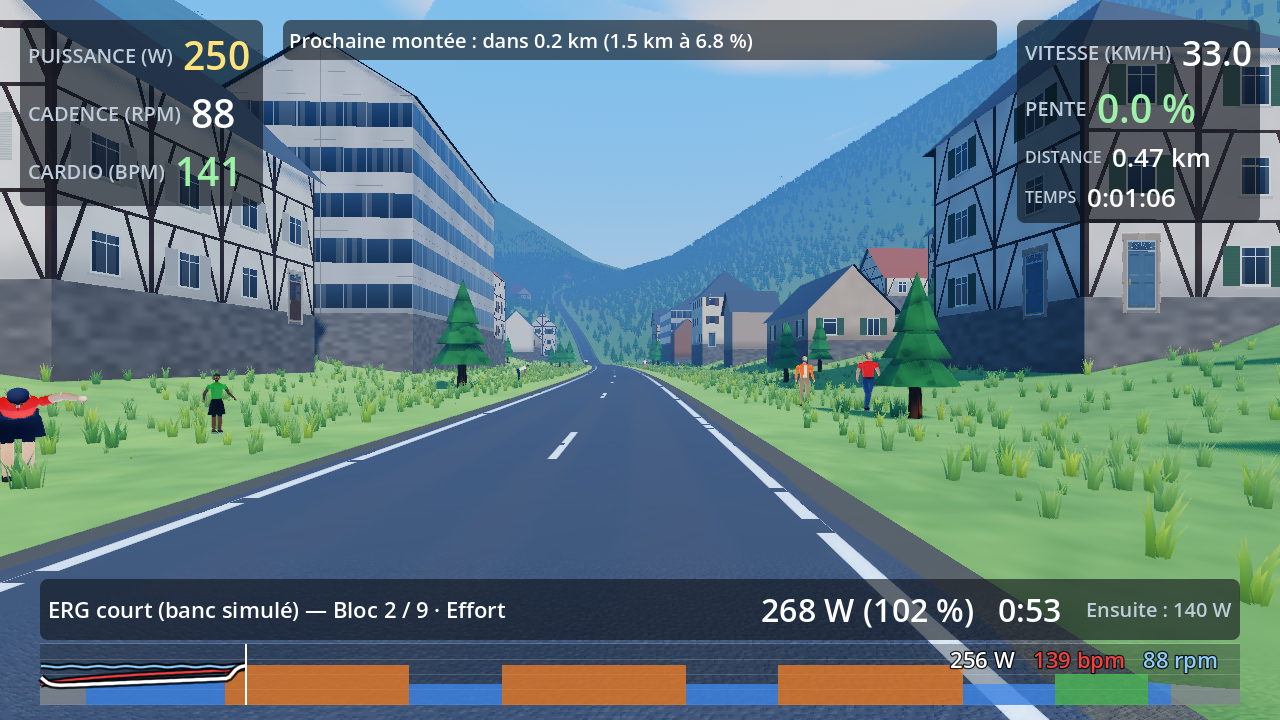 PUISSANCE (W) 250
CADENCE (RPM) 88
CARDIO (BPM) 141
Prochaine montée : dans 0.2 km (1.5 km à 6.8 %)
VITESSE (KM/H) 33.0
PENTE 0.0 %
DISTANCE 0.47 km
TEMPS 0:01:06
ERG court (banc simulé) — Bloc 2 / 9 · Effort 268 W (102 %) 0:53 Ensuite : 140 W
256 W 139 bpm 88 rpm